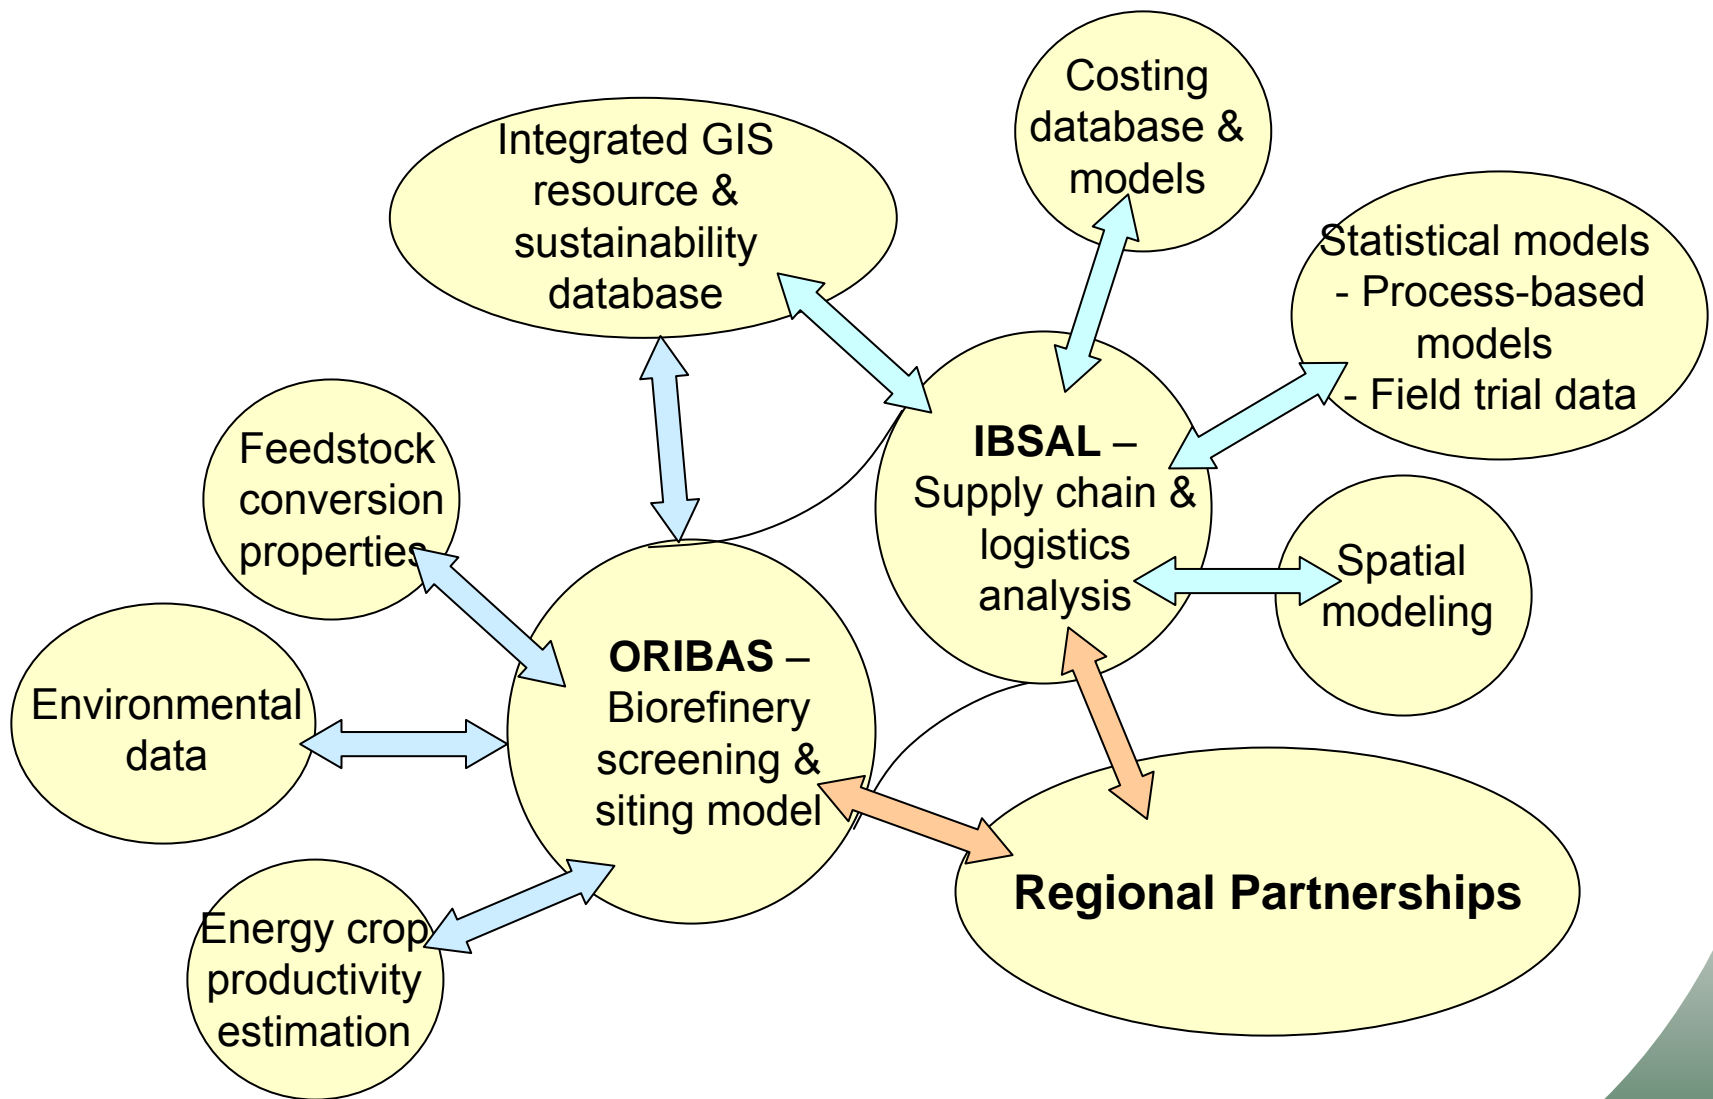 Costing
database &
models
Integrated GIS
resource &
sustainability
database
Statistical models
- Process-based
models
- Field trial data
IBSAL –
Supply chain &
logistics
analysis
Feedstock
conversion
properties
Spatial
modeling
ORIBAS –
Biorefinery
screening &
siting model
Environmental
data
Regional Partnerships
Energy crop
productivity
estimation